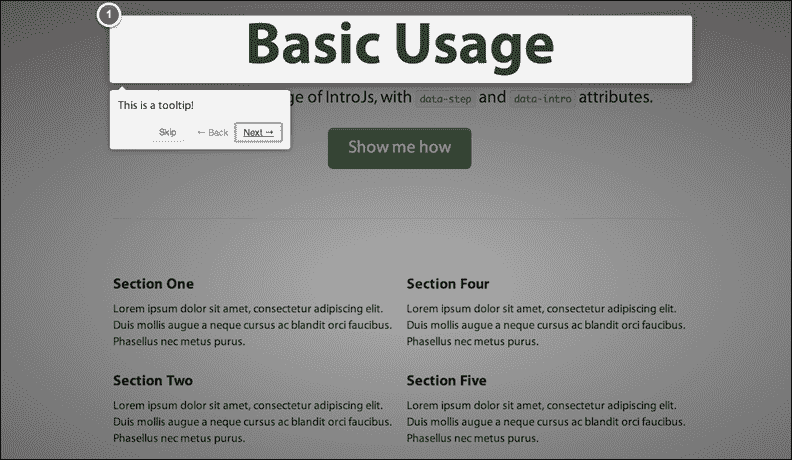 1
Basic Usage
ge of IntroJs, with data-step and data-intro attributes.
This is a tooltip!
Skip ← Back Next →
Show me how
Section One
Lorem ipsum dolor sit amet, consectetur adipiscing elit.
Duis mollis augue a neque cursus ac blandit orci faucibus.
Phasellus nec metus purus.
Section Four
Lorem ipsum dolor sit amet, consectetur adipiscing elit.
Duis mollis augue a neque cursus ac blandit orci faucibus.
Phasellus nec metus purus.
Section Two
Lorem ipsum dolor sit amet, consectetur adipiscing elit.
Duis mollis augue a neque cursus ac blandit orci faucibus.
Phasellus nec metus purus.
Section Five
Lorem ipsum dolor sit amet, consectetur adipiscing elit.
Duis mollis augue a neque cursus ac blandit orci faucibus.
Phasellus nec metus purus.